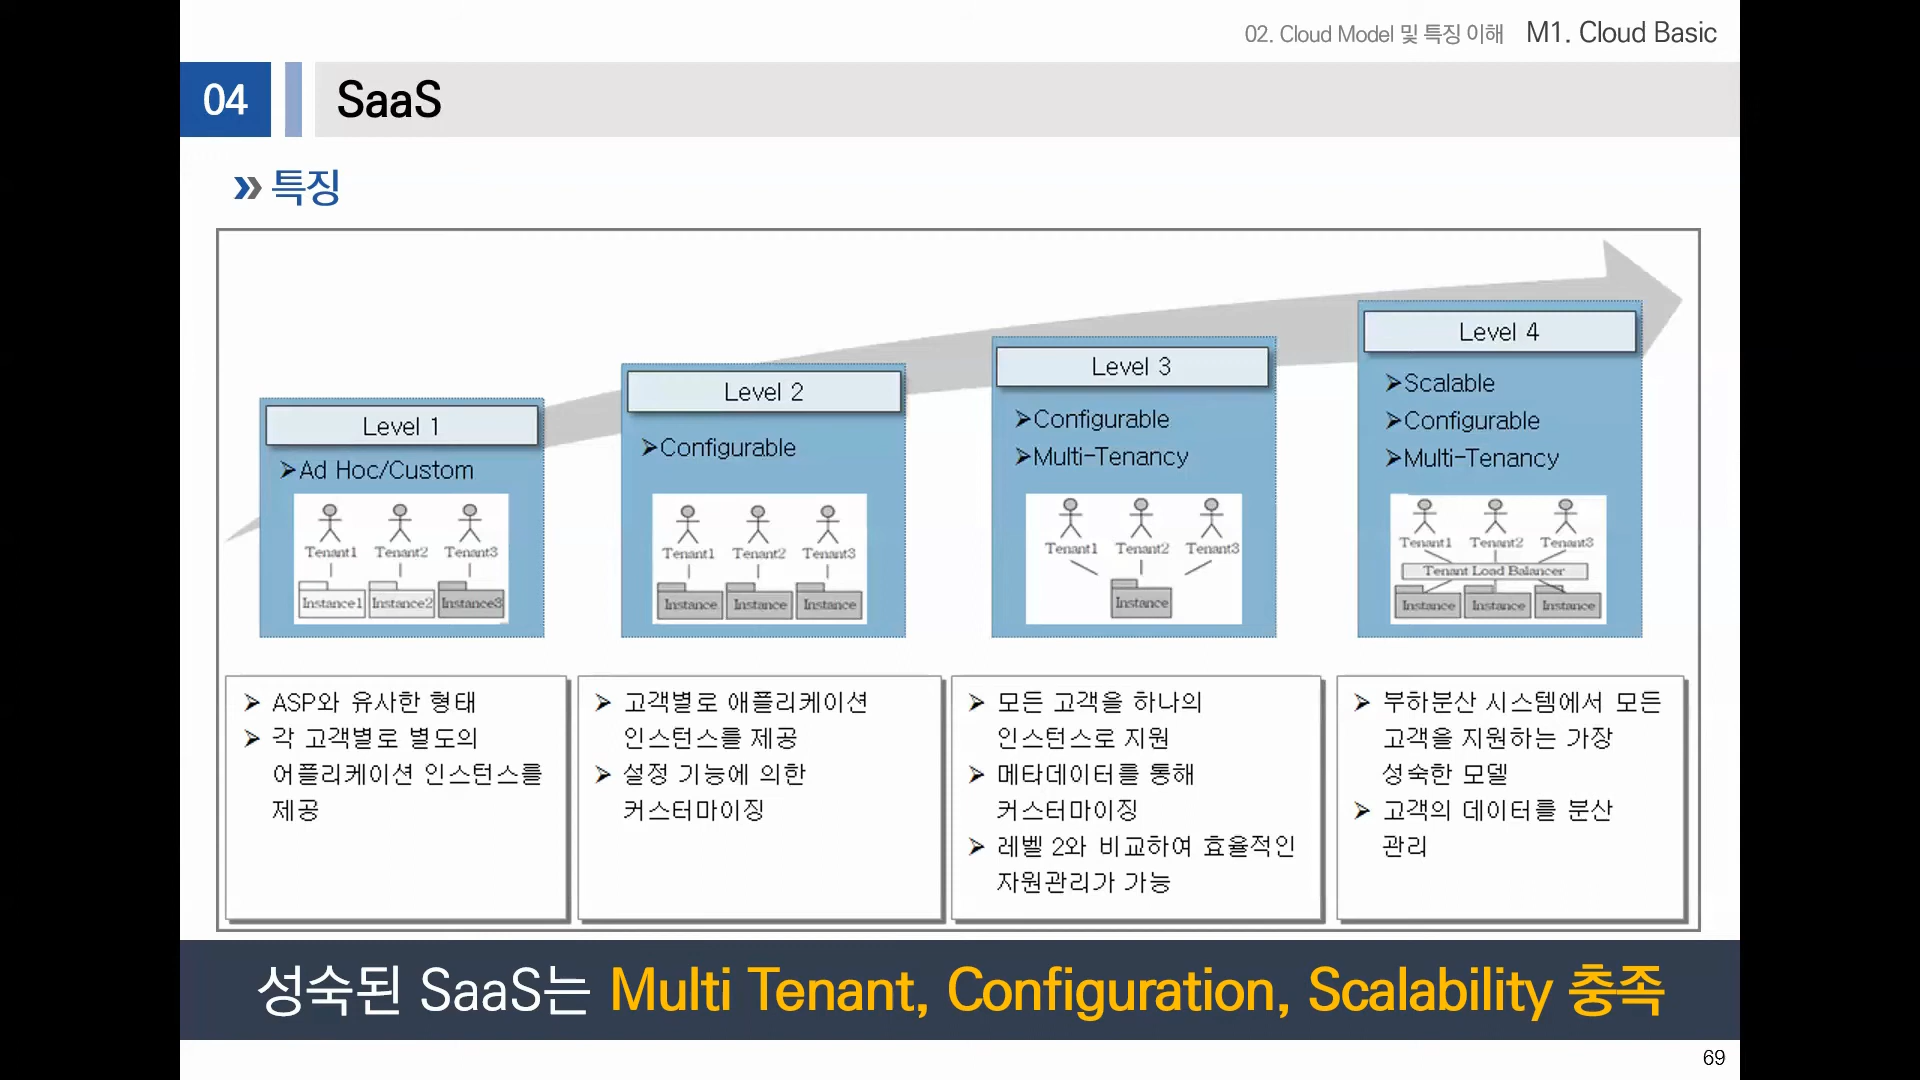 02. Cloud Model 및 특징 이해 M1. Cloud Basic
04 SaaS
특징
Level 1
➢Ad Hoc/Custom
Tenant1 Tenant2 Tenant3
Instance1 Instance2 Instance3
Level 2
➢Configurable
Tenant1 Tenant2 Tenant3
Instance Instance Instance
Level 3
➢Configurable
➢Multi-Tenancy
Tenant1 Tenant2 Tenant3
Instance
Level 4
➢Scalable
➢Configurable
➢Multi-Tenancy
Tenant1 Tenant2 Tenant3
Tenant Load Balancer
Instance Instance Instance
➢ ASP와 유사한 형태
➢ 각 고객별로 별도의
어플리케이션 인스턴스를
제공
➢ 고객별로 애플리케이션
인스턴스를 제공
➢ 설정 기능에 의한
커스터마이징
➢ 모든 고객을 하나의
인스턴스로 지원
➢ 메타데이터를 통해
커스터마이징
➢ 레벨 2와 비교하여 효율적인
자원관리가 가능
➢ 부하분산 시스템에서 모든
고객을 지원하는 가장
성숙한 모델
➢ 고객의 데이터를 분산
관리
성숙된 SaaS는 Multi Tenant, Configuration, Scalability 충족
69